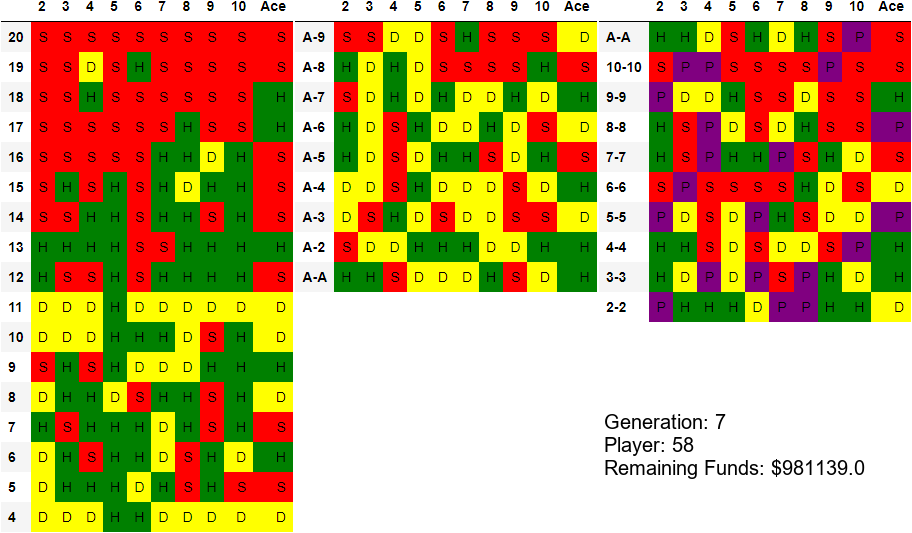 2 3 4 5 6 7 8 9 10 Ace
20 S S S S S S S S S S
19 S S D S H S S S S S
18 S S H S S S S S S H
17 S S S S S S H S S H
16 S S S S S H H D H S
15 S H S H S H D H H S
14 S S H H S H H S H S
13 H H H H S S H H H H
12 H S S H S H H H H S
11 D D D H D D D D D D
10 D D D H H H D S H D
9 S H S H D D D H H H
8 D H H D S H H S H D
7 H S H H H D H S H S
6 D H S H H D S H D H
5 D H H H D H S H S S
4 D D D H H D D D D D
2 3 4 5 6 7 8 9 10 Ace
A-9 S S D D S H S S S D
A-8 H D H D S S S S H S
A-7 S D H D H D D H D H
A-6 H D S H D D H D S D
A-5 H D S D H H S D H S
A-4 D D S H D D D S D H
A-3 D S H D S D D S S D
A-2 S D D H H H D D H H
A-A H H S D D D H S D H
2 3 4 5 6 7 8 9 10 Ace
A-A H H D S H D H S P S
10-10 S P P S S S S P S S
9-9 P D D H S S D S S H
8-8 H S P D S D H S S P
7-7 H S P H H P S H D S
6-6 S P S S S S H D S D
5-5 P D S D P H S D D P
4-4 H H S D S D D S P H
3-3 H D P D P S P H D H
2-2 P H H H D P P H H D
Generation: 7
Player: 58
Remaining Funds: $981139.0